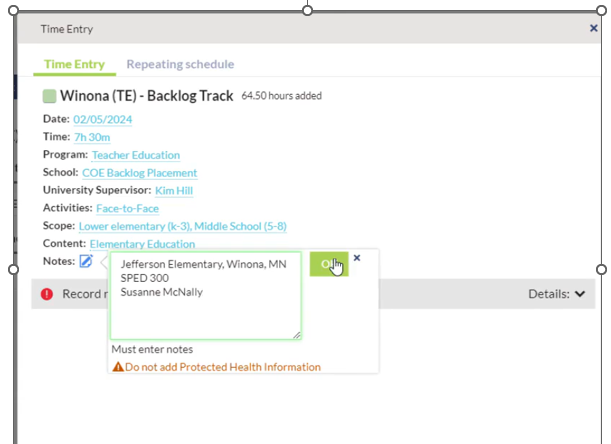 Time Entry
Time Entry Repeating schedule
Winona (TE) - Backlog Track 64.50 hours added
Date: 02/05/2024
Time: 7h 30m
Program: Teacher Education
School: COE Backlog Placement
University Supervisor: Kim Hill
Activities: Face-to-Face
Scope: Lower elementary (k-3), Middle School (5-8)
Content: Elementary Education
Notes:
Jefferson Elementary, Winona, MN
SPED 300
Susanne McNally
Record Details:
Must enter notes
Do not add Protected Health Information